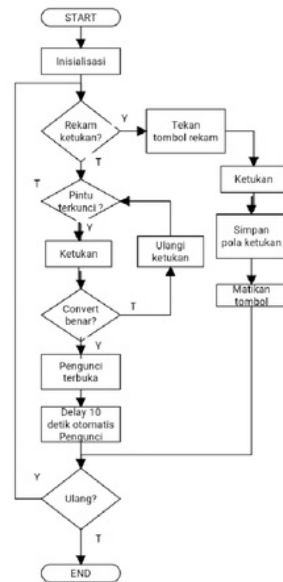 START
Inisialisasi
Rekam
ketukan?
Y
Tekan
tombol rekam
T
T
Pintu
terkunci ?
Ketukan
Y
Ketukan
Ulangi
ketukan
Simpan
pola ketukan
Convert
benar?
T
Matikan
tombol
Y
Pengunci
terbuka
Delay 10
detik otomatis
Pengunci
Y
Ulang?
T
END